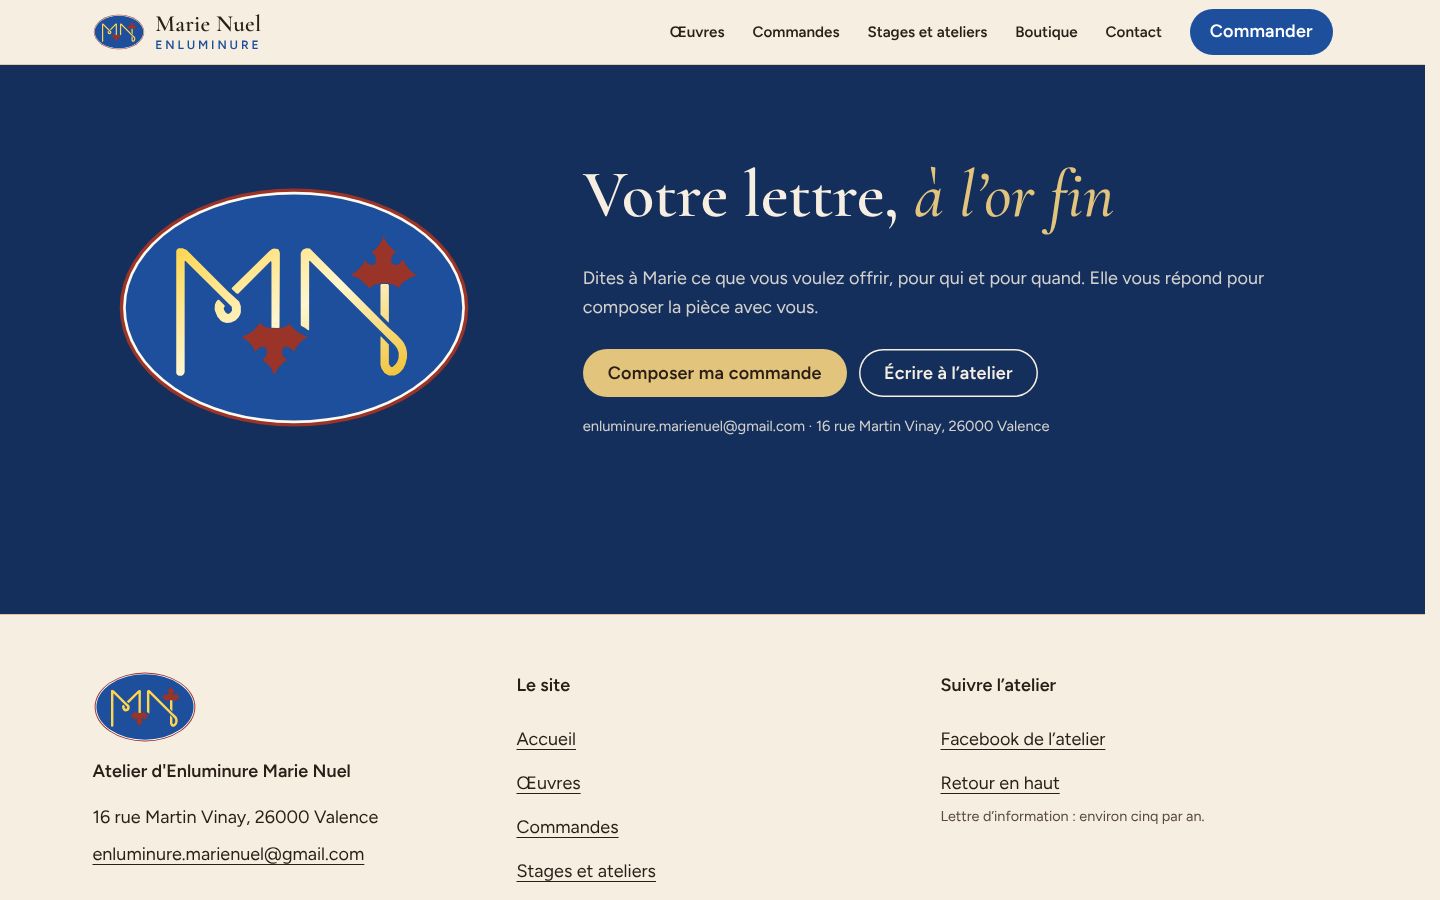 MN
Marie Nuel
ENLUMINURE
Œuvres
Commandes
Stages et ateliers
Boutique
Contact
Commander
MN
Votre lettre, à l’or fin
Dites à Marie ce que vous voulez offrir, pour qui et pour quand. Elle vous répond pour
composer la pièce avec vous.
Composer ma commande
Écrire à l’atelier
enluminure.marienuel@gmail.com · 16 rue Martin Vinay, 26000 Valence
MN
Atelier d'Enluminure Marie Nuel
16 rue Martin Vinay, 26000 Valence
enluminure.marienuel@gmail.com
Le site
Accueil
Œuvres
Commandes
Stages et ateliers
Suivre l’atelier
Facebook de l’atelier
Retour en haut
Lettre d’information : environ cinq par an.